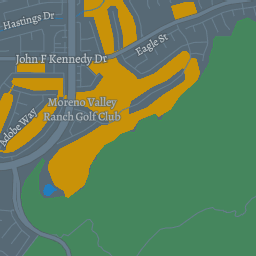 Hastings Dr
Eagle St
John F Kennedy Dr
Moreno Valley
Ranch Golf Club
Adobe Way